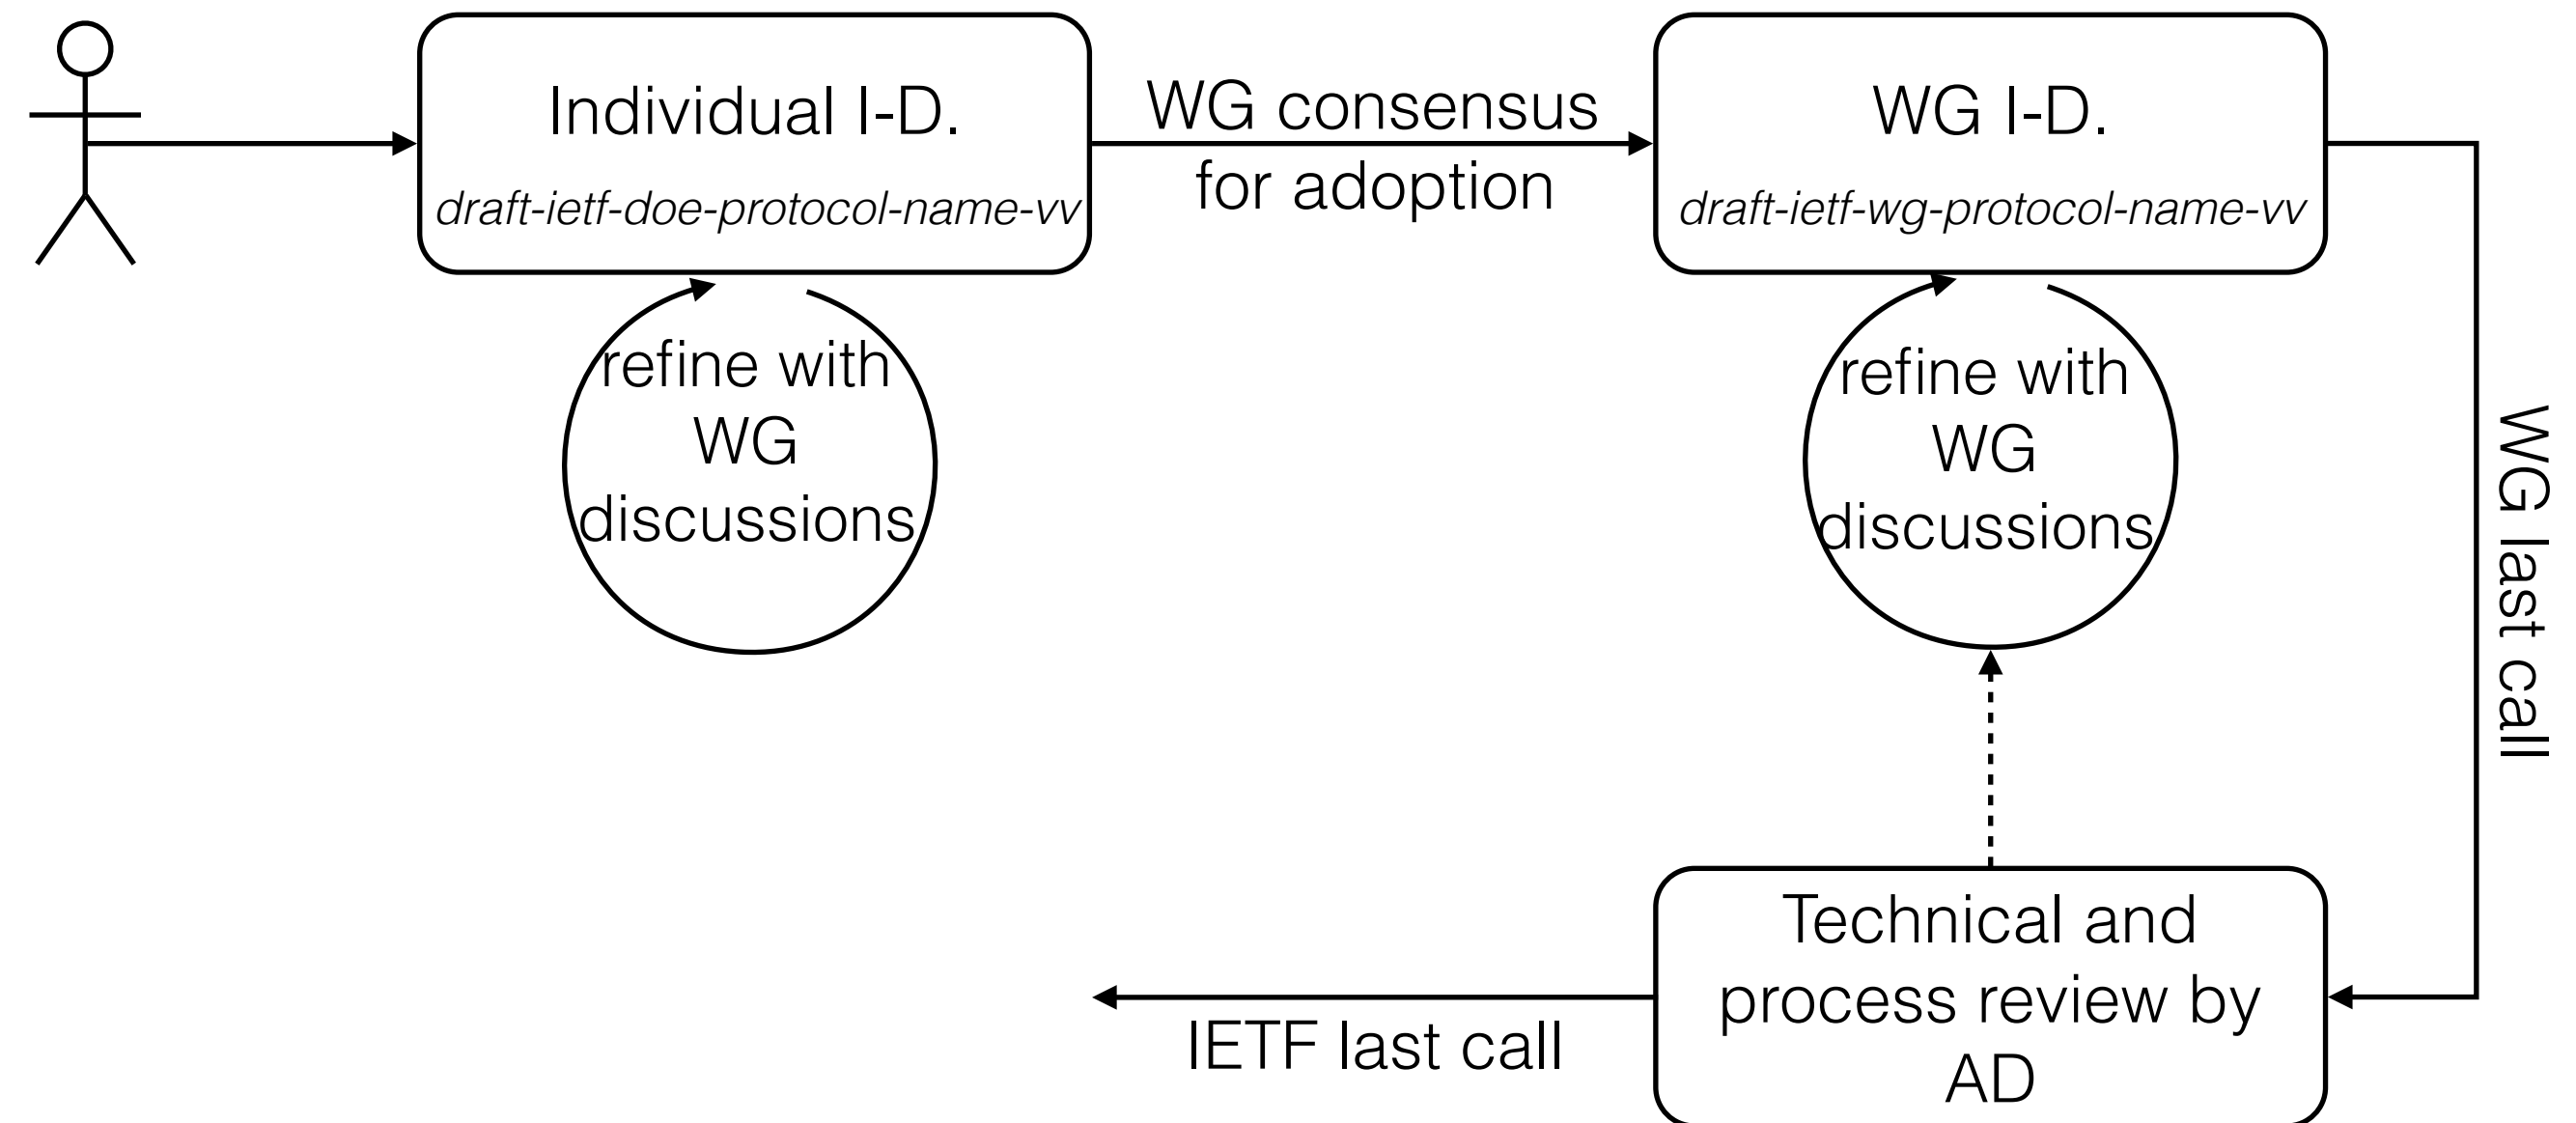 Individual I-D.
draft-ietf-doe-protocol-name-vv
WG consensus
for adoption
WG I-D.
draft-ietf-wg-protocol-name-vv
refine with
WG
discussions
refine with
WG
discussions
WG last call
Technical and
process review by
AD
IETF last call